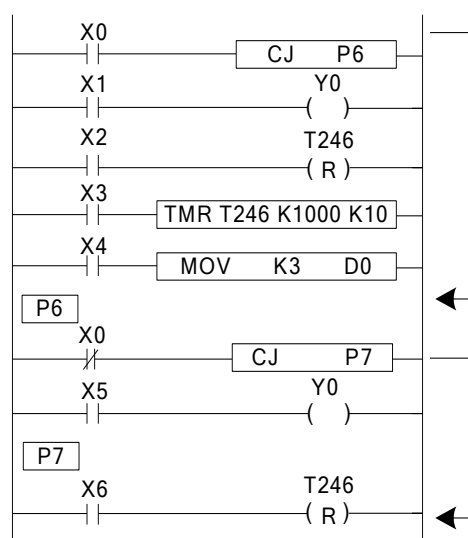 X0
CJ P6
X1 Y0
( )
X2 T246
( R )
X3
TMR T246 K1000 K10
X4
MOV K3 D0
P6
X0
CJ P7
X5 Y0
( )
P7
X6 T246
( R )